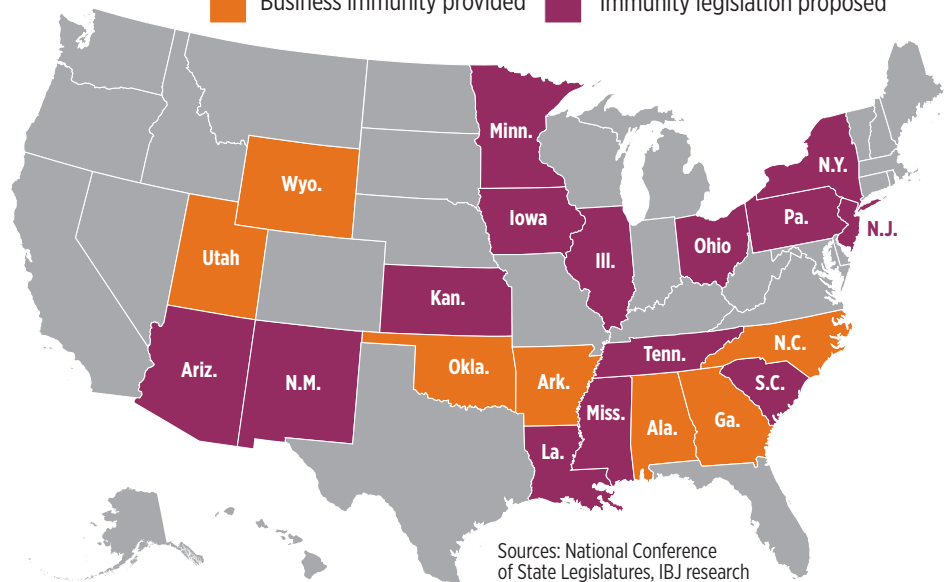 Business immunity provided
Immunity legislation proposed
Minn.
N.Y.
Wyo.
Iowa
Pa.
N.J.
Ohio
Utah
Ill.
Kan.
N.C.
Tenn.
Okla.
Ariz.
N.M.
Ark.
S.C.
Miss.
Ala.
Ga.
La.
Sources: National Conference
of State Legislatures, IBJ research